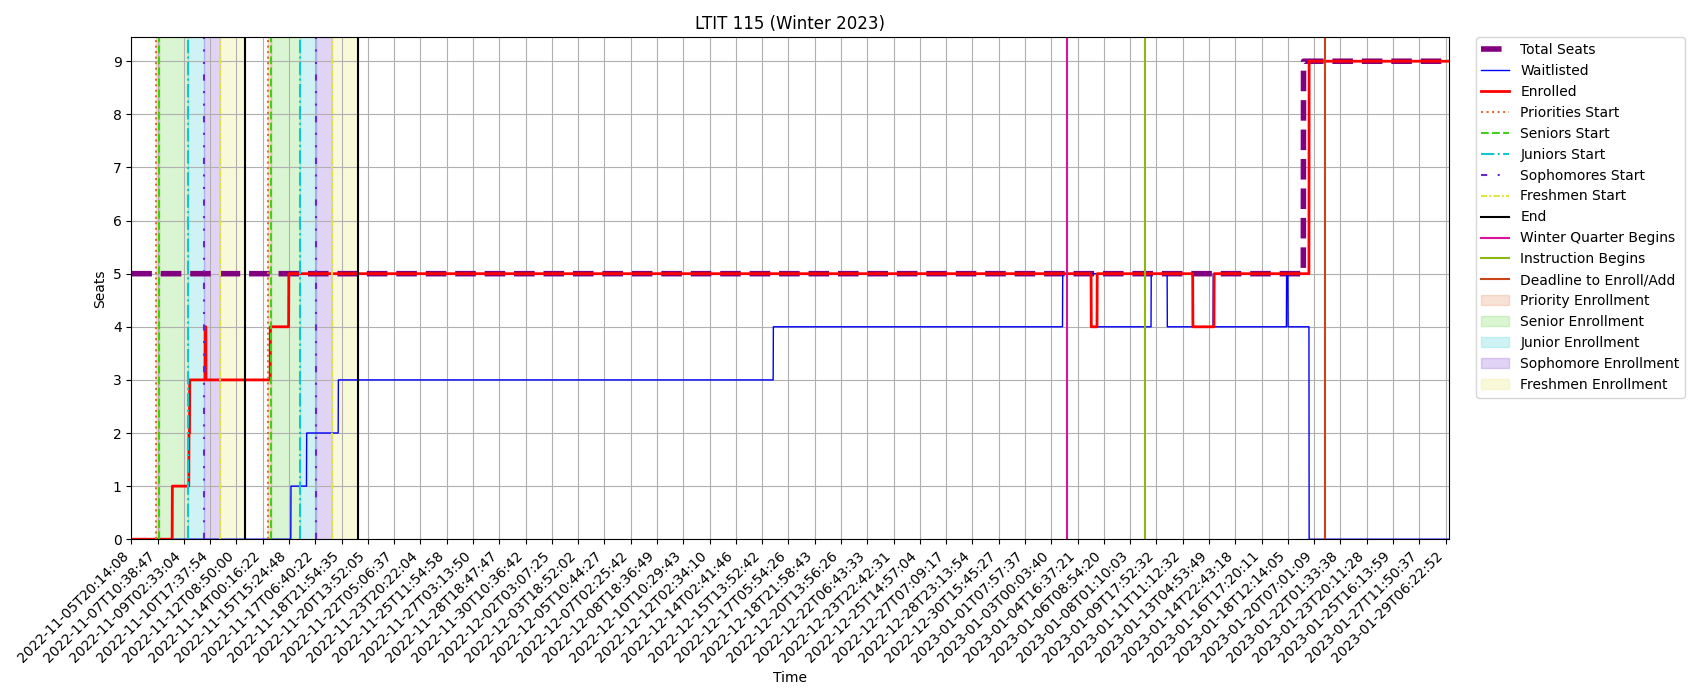 LTIT 115 (Winter 2023)
Seats
9
8
7
6
5
4
3
2
1
0
2022-11-05T20:14:08
2022-11-07T10:38:47
2022-11-09T02:33:04
2022-11-10T17:37:54
2022-11-12T08:50:00
2022-11-14T00:16:22
2022-11-15T15:24:48
2022-11-17T06:40:22
2022-11-18T21:54:35
2022-11-20T13:52:05
2022-11-22T05:06:37
2022-11-23T20:22:04
2022-11-25T11:54:58
2022-11-27T03:13:50
2022-11-28T18:47:47
2022-11-30T10:36:42
2022-12-02T03:07:25
2022-12-03T18:52:02
2022-12-05T10:44:27
2022-12-07T02:25:42
2022-12-08T18:36:49
2022-12-10T10:29:43
2022-12-12T02:34:10
2022-12-14T02:41:46
2022-12-15T13:52:42
2022-12-17T05:54:26
2022-12-18T21:58:43
2022-12-20T13:56:26
2022-12-22T06:43:33
2022-12-23T22:42:31
2022-12-25T14:57:04
2022-12-27T07:09:17
2022-12-28T23:13:54
2022-12-30T15:45:27
2023-01-01T07:57:37
2023-01-03T00:03:40
2023-01-04T16:37:21
2023-01-06T08:54:20
2023-01-08T01:10:03
2023-01-09T17:52:32
2023-01-11T11:12:32
2023-01-13T04:53:49
2023-01-14T22:43:18
2023-01-16T17:20:11
2023-01-18T12:14:05
2023-01-20T07:01:09
2023-01-22T01:33:38
2023-01-23T20:11:28
2023-01-25T16:13:59
2023-01-27T11:50:37
2023-01-29T06:22:52
Time
Total Seats
Waitlisted
Enrolled
Priorities Start
Seniors Start
Juniors Start
Sophomores Start
Freshmen Start
End
Winter Quarter Begins
Instruction Begins
Deadline to Enroll/Add
Priority Enrollment
Senior Enrollment
Junior Enrollment
Sophomore Enrollment
Freshmen Enrollment